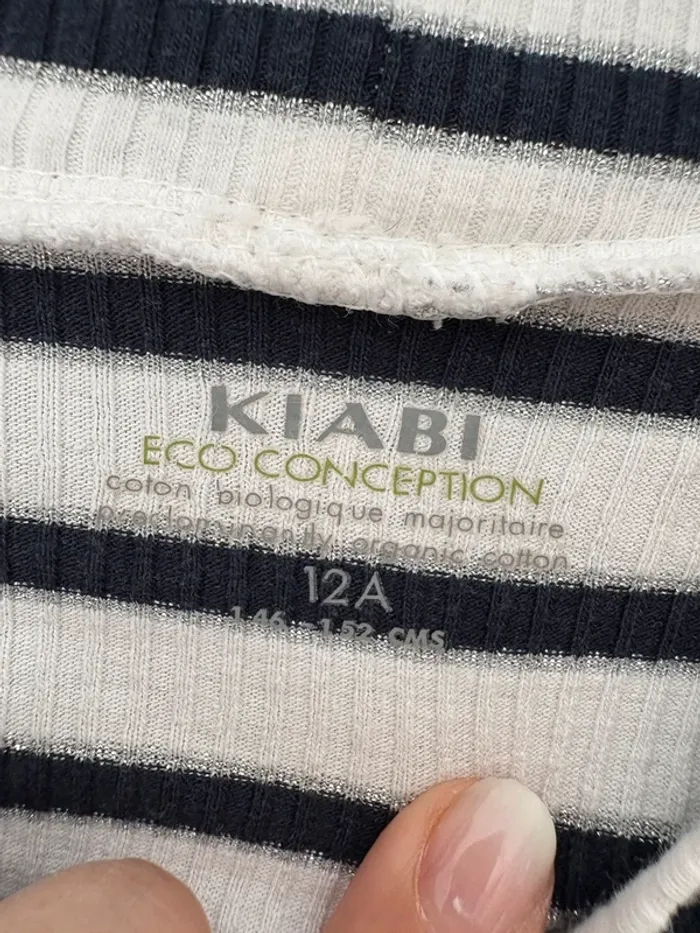 KIABI
ECO CONCEPTION
coton biologique majoritaire
predominantly organic cotton
12A
146 - 152 CMS